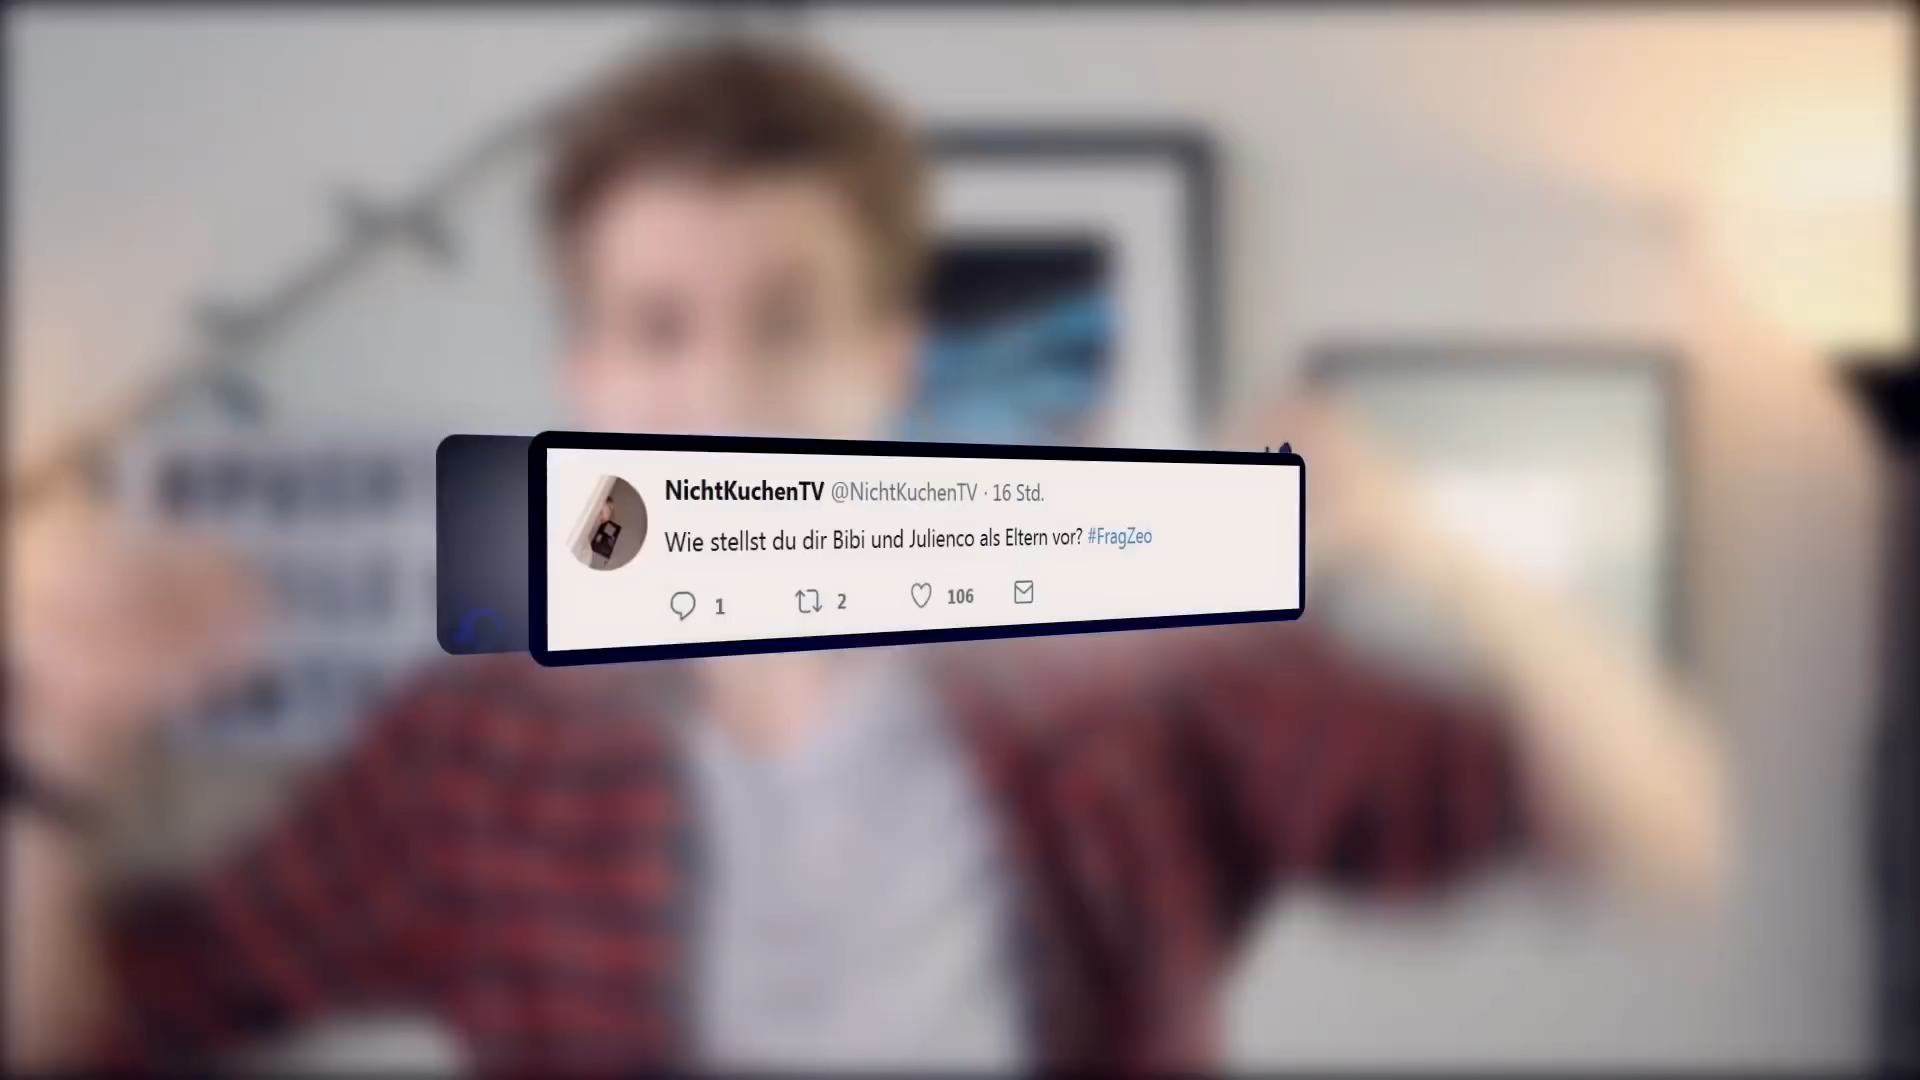 NichtKuchenTV @NichtKuchenTV · 16 Std.
Wie stellst du dir Bibi und Julienco als Eltern vor? #FragZeo
1 2 106